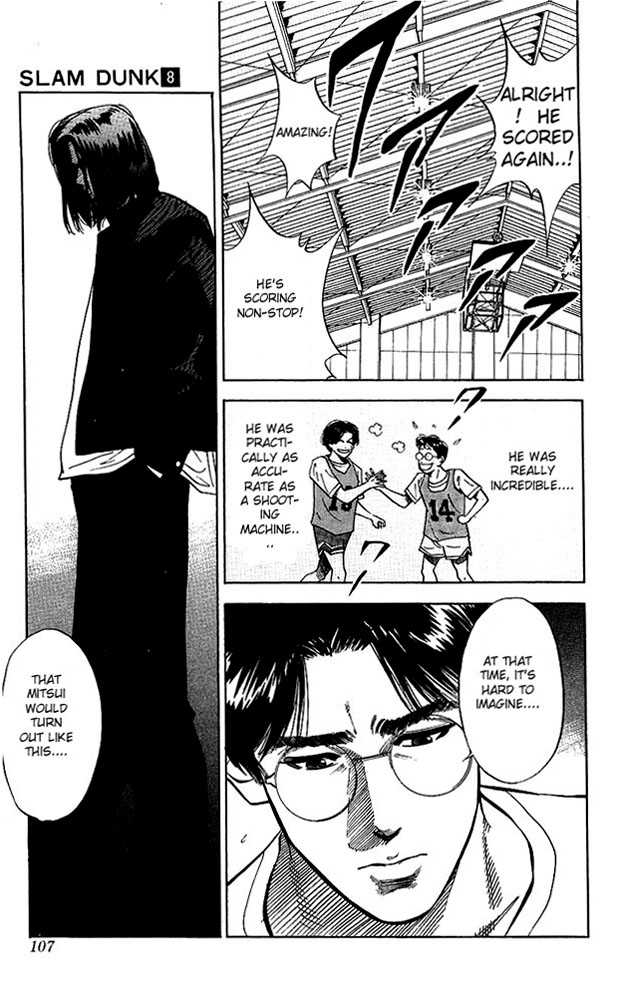 SLAM DUNK 8
ALRIGHT
! HE
SCORED
AGAIN..!
AMAZING!
HE'S
SCORING
NON-STOP!
HE WAS
REALLY
INCREDIBLE....
HE WAS
PRACTI-
CALLY AS
ACCU-
RATE AS
A SHOOT-
ING
MACHINE..
..
14
AT THAT
TIME, IT'S
HARD TO
IMAGINE....
THAT
MITSUI
WOULD
TURN
OUT LIKE
THIS....
107